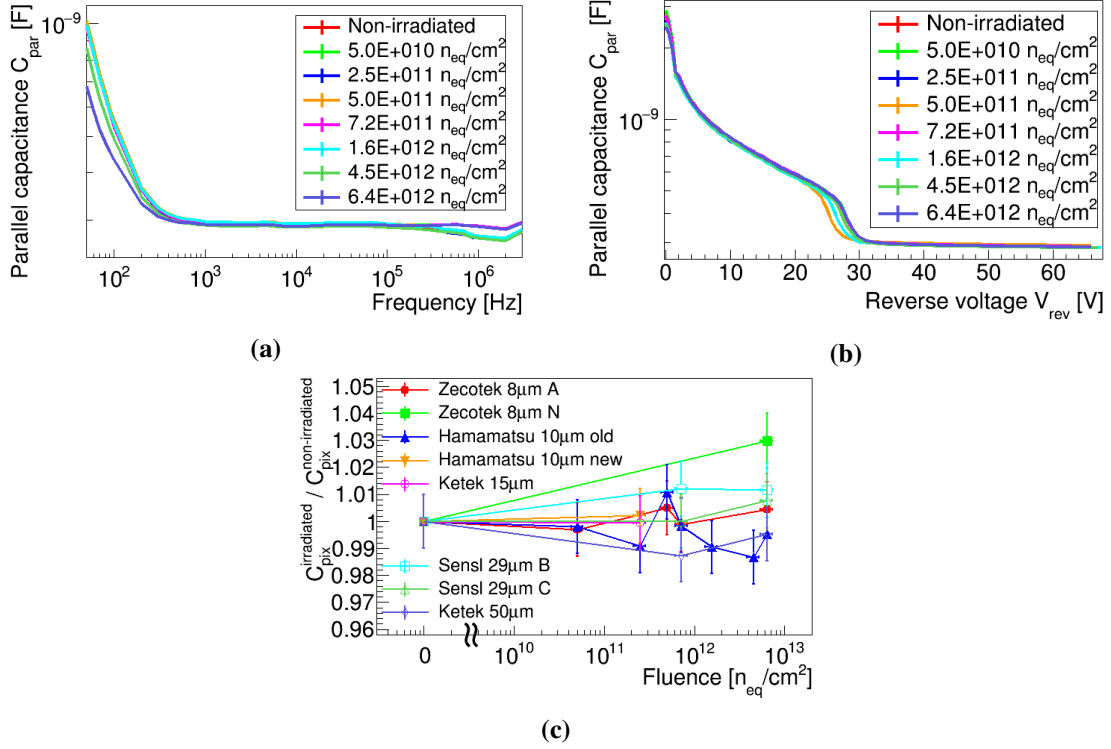 Parallel capacitance C_par [F]
10^-9
Non-irradiated
5.0E+010 n_eq/cm^2
2.5E+011 n_eq/cm^2
5.0E+011 n_eq/cm^2
7.2E+011 n_eq/cm^2
1.6E+012 n_eq/cm^2
4.5E+012 n_eq/cm^2
6.4E+012 n_eq/cm^2
10^2 10^3 10^4 10^5 10^6
Frequency [Hz]
(a)
Parallel capacitance C_par [F]
10^-9
Non-irradiated
5.0E+010 n_eq/cm^2
2.5E+011 n_eq/cm^2
5.0E+011 n_eq/cm^2
7.2E+011 n_eq/cm^2
1.6E+012 n_eq/cm^2
4.5E+012 n_eq/cm^2
6.4E+012 n_eq/cm^2
0 10 20 30 40 50 60
Reverse voltage V_rev [V]
(b)
C_pix^irradiated / C_pix^non-irradiated
1.05
1.04
1.03
1.02
1.01
1
0.99
0.98
0.97
0.96
Zecotek 8μm A
Zecotek 8μm N
Hamamatsu 10μm old
Hamamatsu 10μm new
Ketek 15μm
Sensl 29μm B
Sensl 29μm C
Ketek 50μm
0 10^10 10^11 10^12 10^13
Fluence [n_eq/cm^2]
(c)